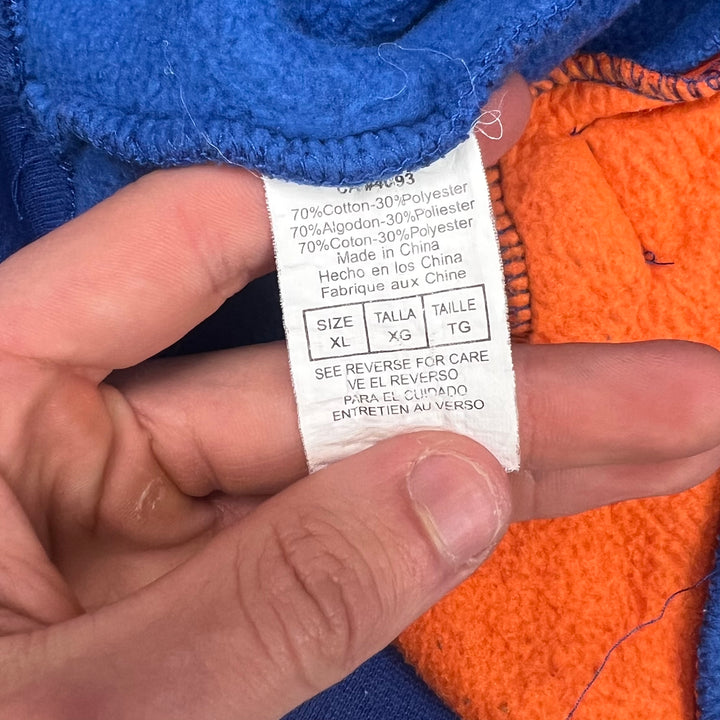 70%Cotton-30%Polyester
70%Algodon-30%Poliester
70%Coton-30%Polyester
Made in China
Hecho en los China
Fabrique aux Chine
SIZE TALLA TAILLE
XL XG TG
SEE REVERSE FOR CARE
VE EL REVERSO
PARA EL CUIDADO
ENTRETIEN AU VERSO